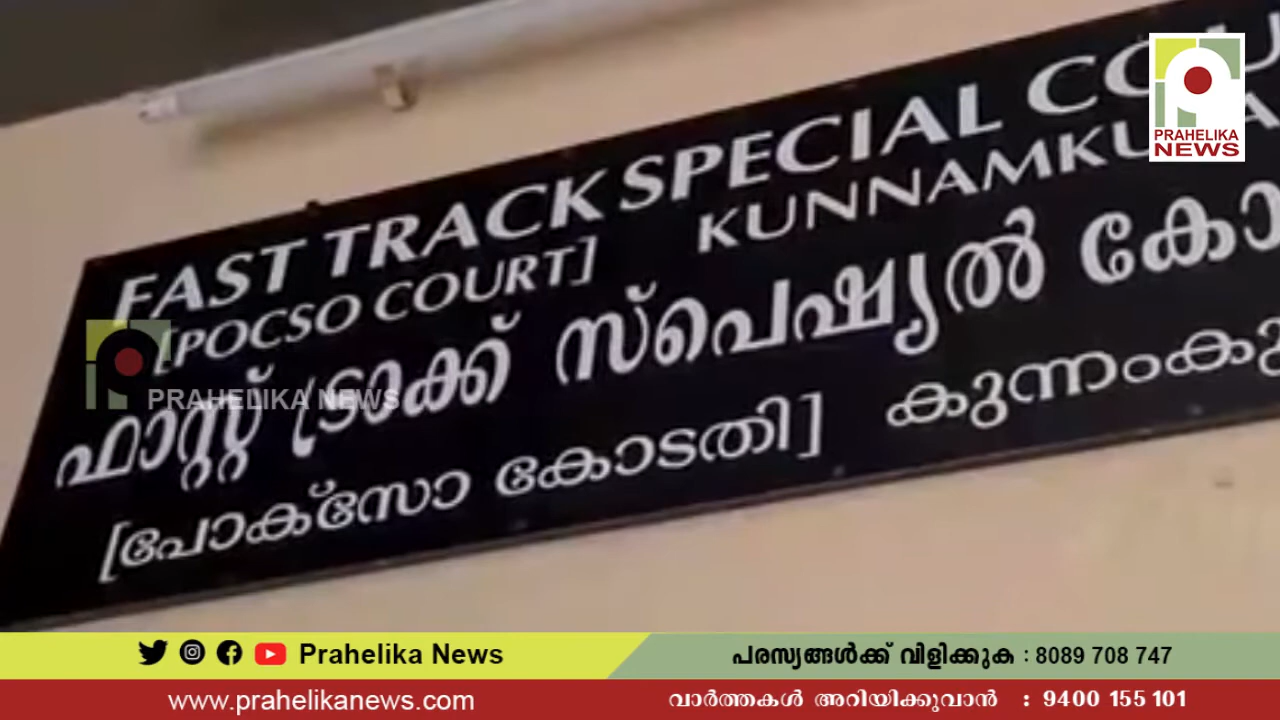 FAST TRACK SPECIAL COU
[POCSO COURT] KUNNAMKU
ഫാസ്റ്റ് ട്രാക്ക് സ്പെഷ്യൽ കോ
[പോക്സോ കോടതി] കുന്നംകു
PRAHELIKA NEWS
PRAHELIKA
NEWS
Prahelika News
പരസ്യങ്ങൾക്ക് വിളിക്കുക : 8089 708 747
www.prahelikanews.com
വാർത്തകൾ അറിയിക്കുവാൻ : 9400 155 101